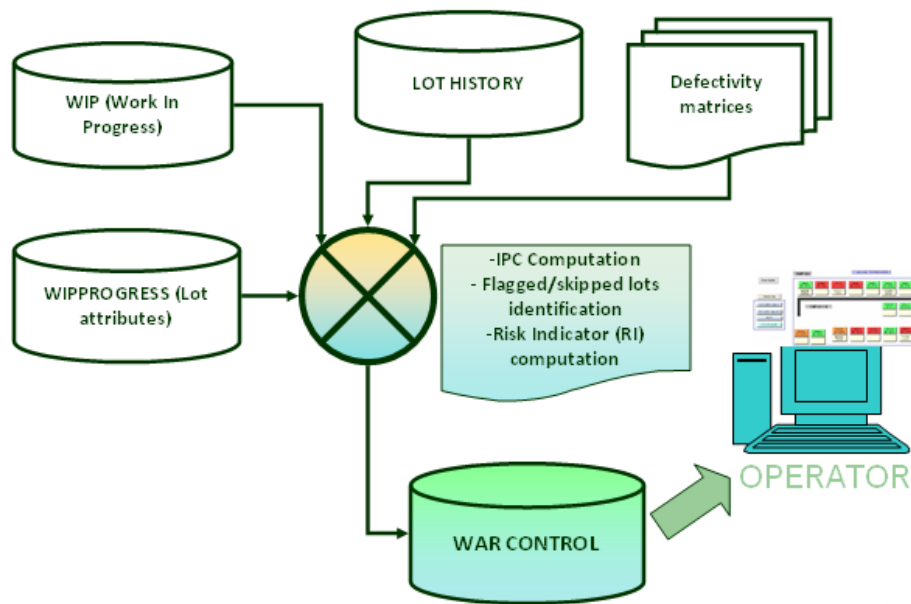 WIP (Work In
Progress)
LOT HISTORY
Defectivity
matrices
WIPPROGRESS (Lot
attributes)
-IPC Computation
- Flagged/skipped lots
identification
-Risk Indicator (RI)
computation
WAR CONTROL
OPERATOR